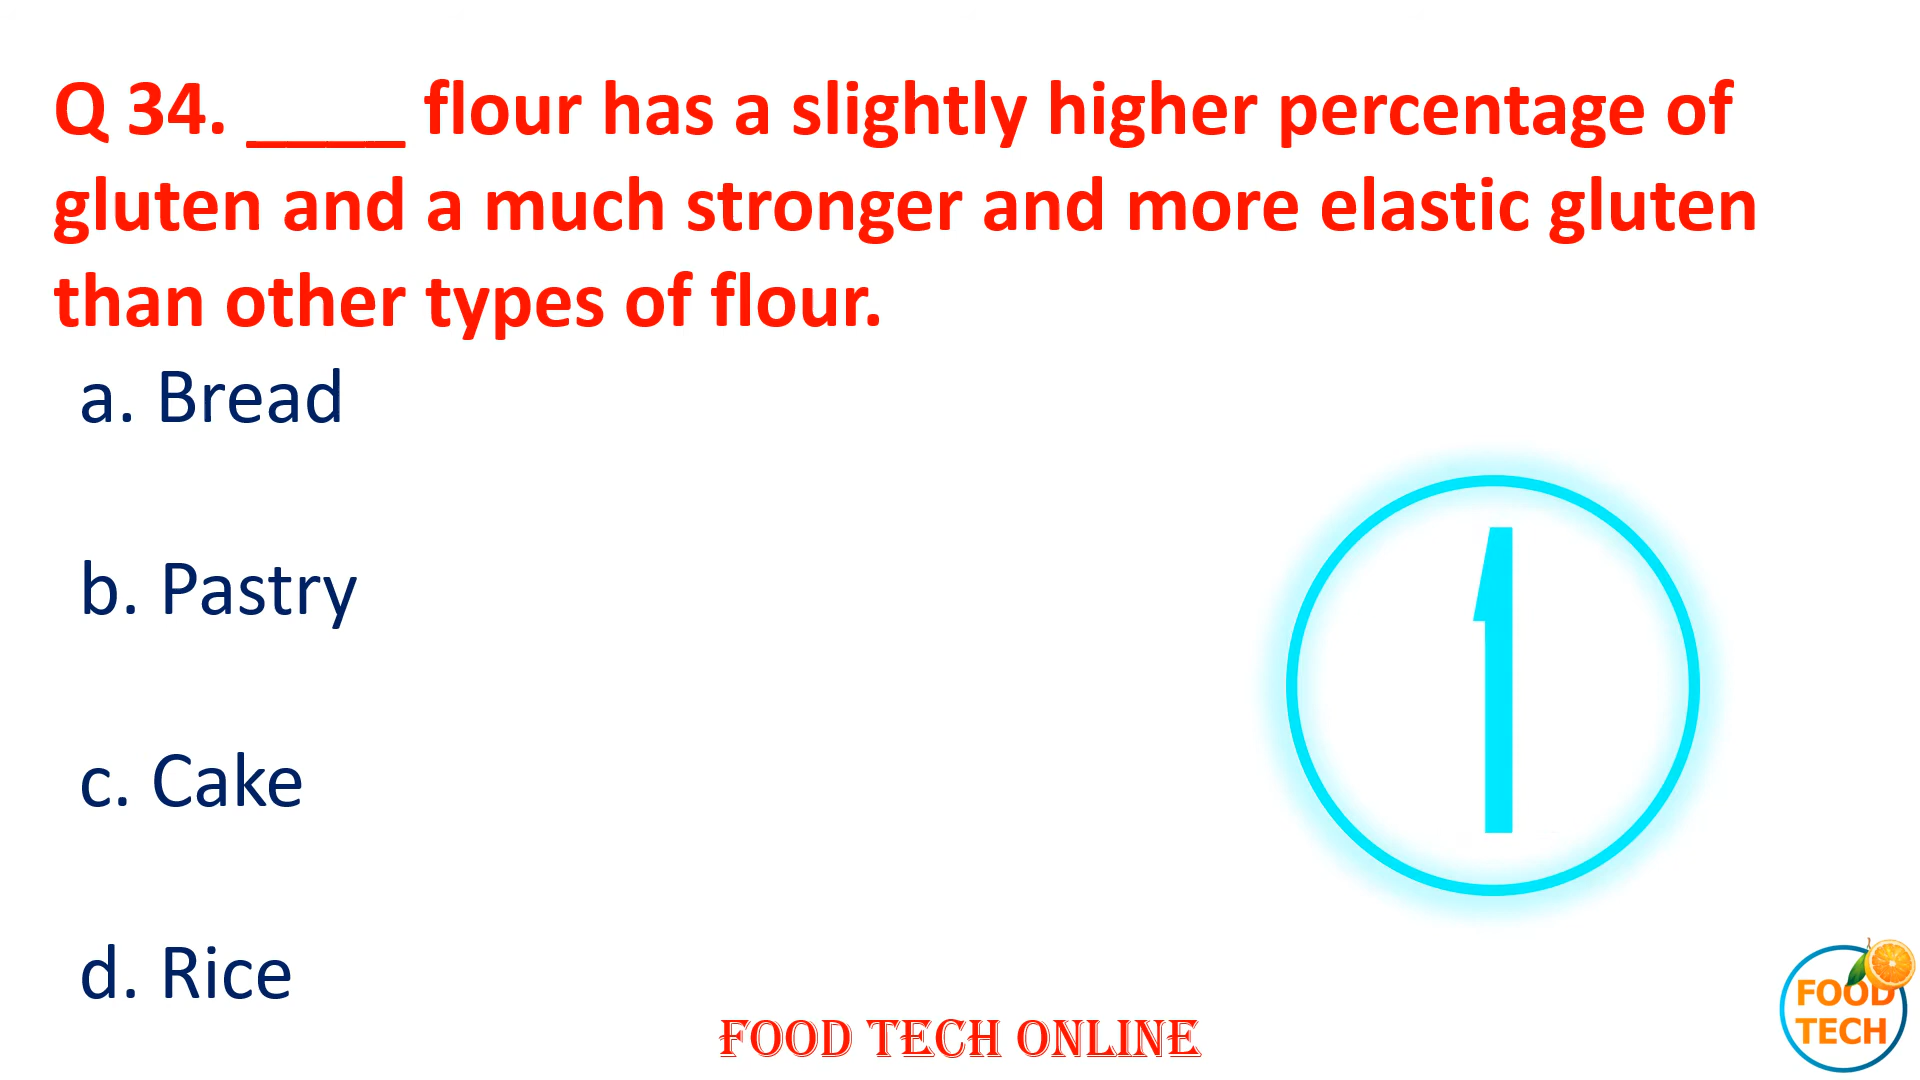 Q 34. ____ flour has a slightly higher percentage of
gluten and a much stronger and more elastic gluten
than other types of flour.
a. Bread
b. Pastry
c. Cake
d. Rice
1
FOOD TECH ONLINE
FOOD
TECH